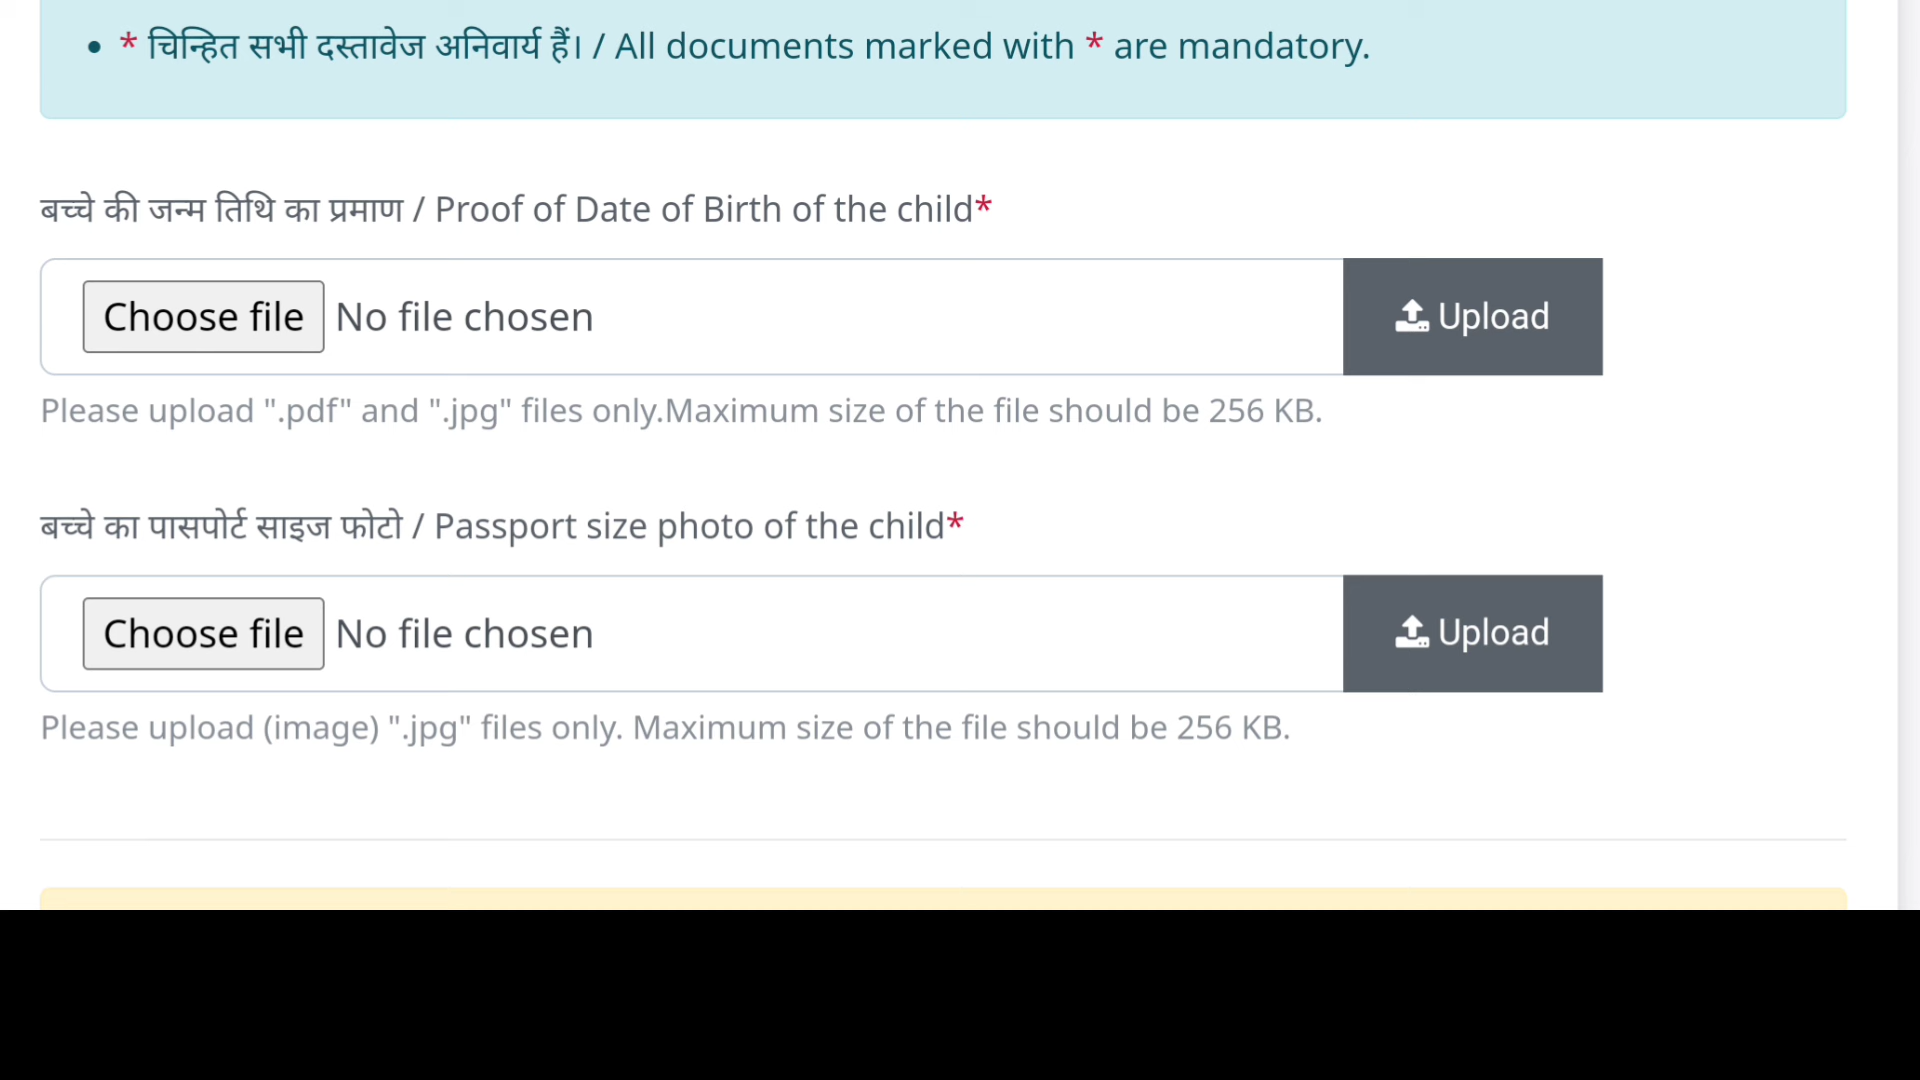 * चिन्हित सभी दस्तावेज अनिवार्य हैं। / All documents marked with * are mandatory.
बच्चे की जन्म तिथि का प्रमाण / Proof of Date of Birth of the child*
Choose file No file chosen Upload
Please upload ".pdf" and ".jpg" files only.Maximum size of the file should be 256 KB.
बच्चे का पासपोर्ट साइज फोटो / Passport size photo of the child*
Choose file No file chosen Upload
Please upload (image) ".jpg" files only. Maximum size of the file should be 256 KB.